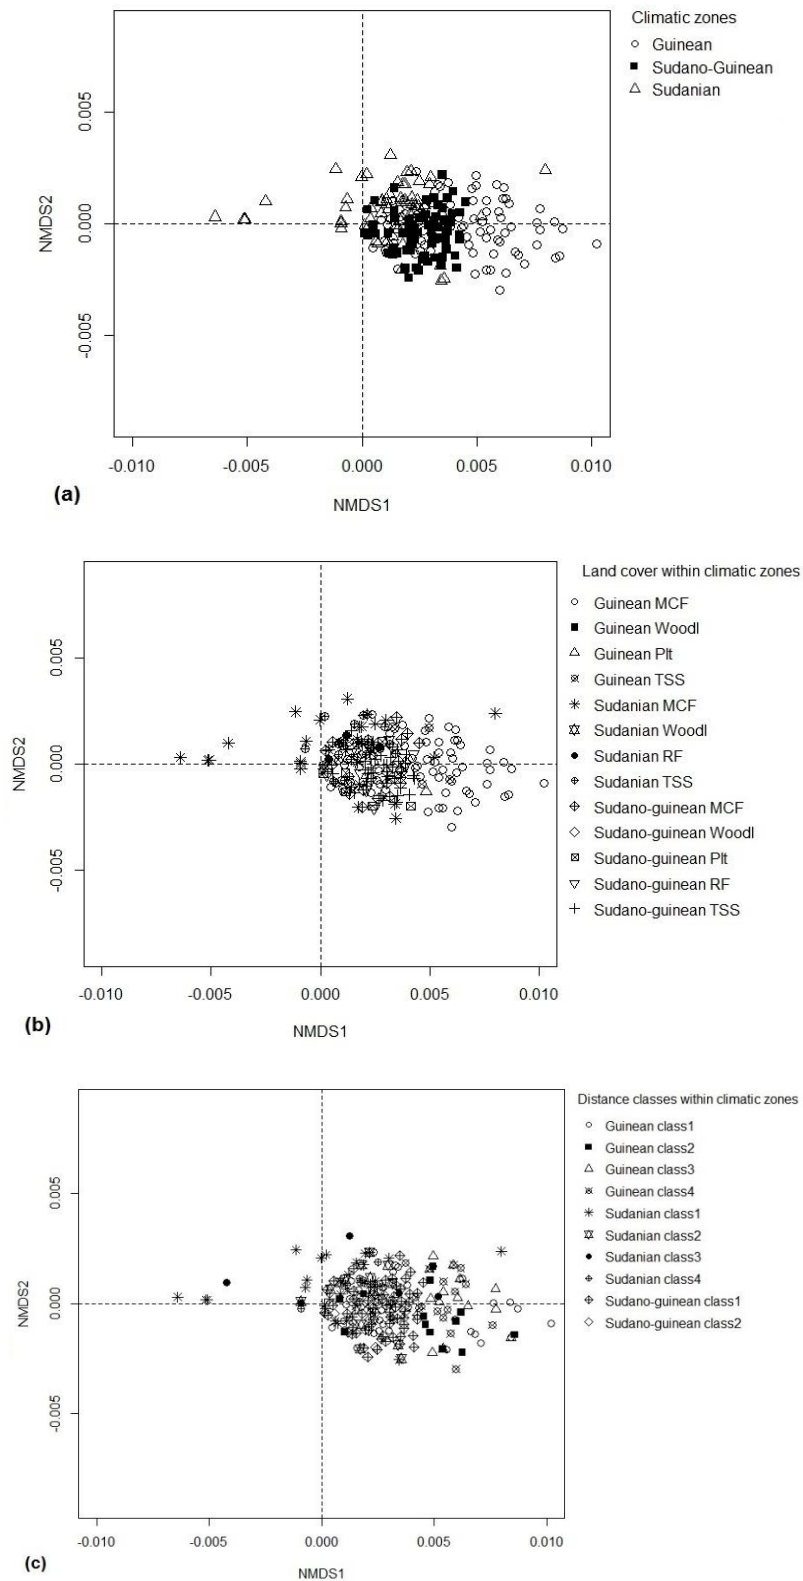 Climatic zones
Guinean
Sudano-Guinean
Sudanian
0.005
0.000
-0.005
NMDS2
-0.010 -0.005 0.000 0.005 0.010
(a)
NMDS1
Land cover within climatic zones
Guinean MCF
Guinean Woodl
Guinean Plt
Guinean TSS
Sudanian MCF
Sudanian Woodl
Sudanian RF
Sudanian TSS
Sudano-guinean MCF
Sudano-guinean Woodl
Sudano-guinean Plt
Sudano-guinean RF
Sudano-guinean TSS
0.005
0.000
-0.005
NMDS2
-0.010 -0.005 0.000 0.005 0.010
(b)
NMDS1
Distance classes within climatic zones
Guinean class1
Guinean class2
Guinean class3
Guinean class4
Sudanian class1
Sudanian class2
Sudanian class3
Sudanian class4
Sudano-guinean class1
Sudano-guinean class2
0.005
0.000
-0.005
NMDS2
-0.010 -0.005 0.000 0.005 0.010
(c)
NMDS1